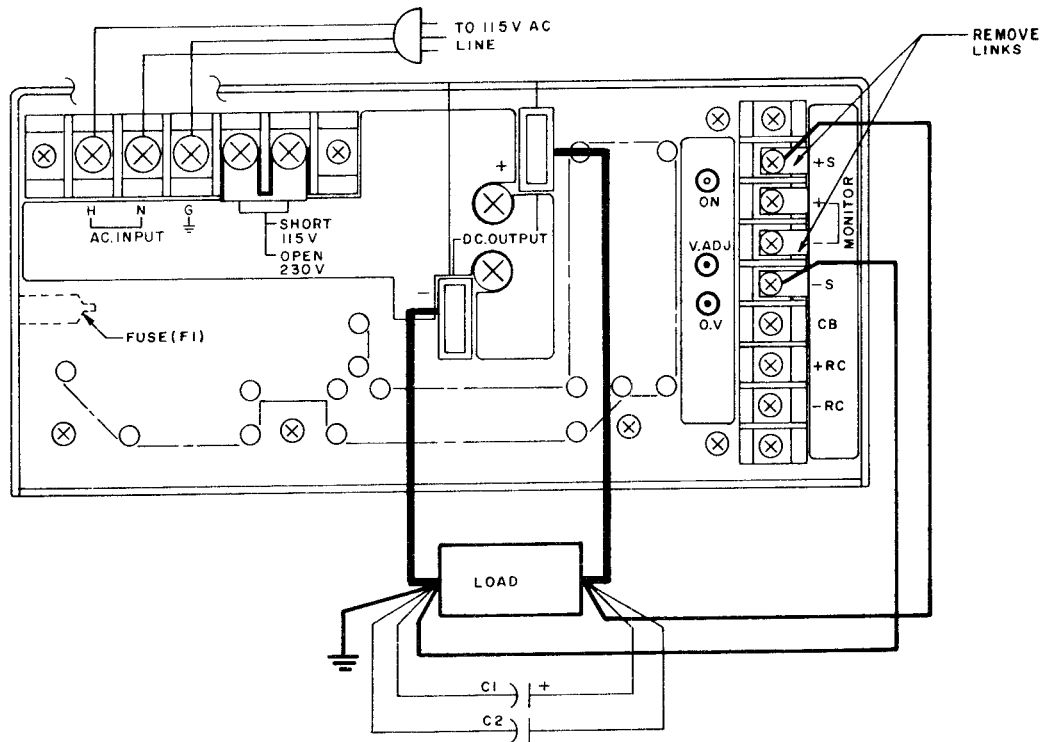 TO 115V AC
LINE
REMOVE
LINKS
H N G
AC.INPUT
SHORT
115V
OPEN
230V
+
DC.OUTPUT
−
FUSE(F1)
ON
V.ADJ
O.V
+S
+
−
MONITOR
−S
CB
+RC
−RC
LOAD
C1 +
C2